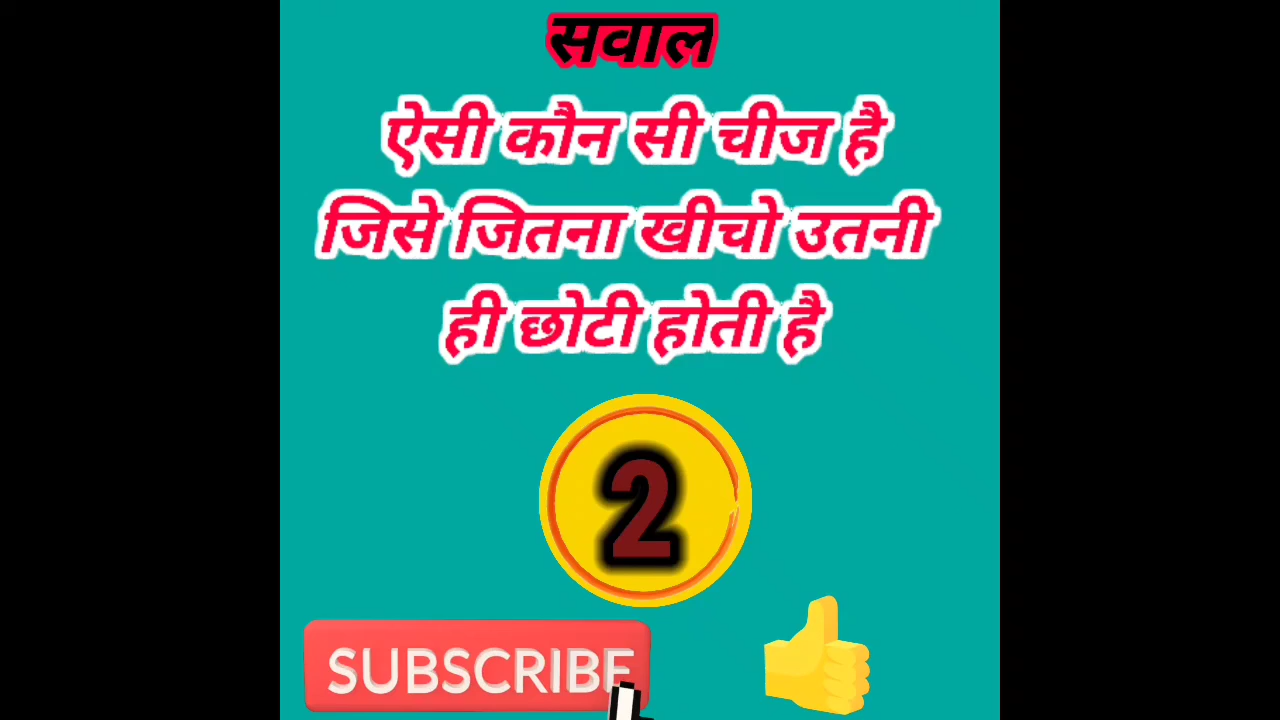 सवाल
ऐसी कौन सी चीज है
जिसे जितना खीचो उतनी
ही छोटी होती है
2
SUBSCRIBE